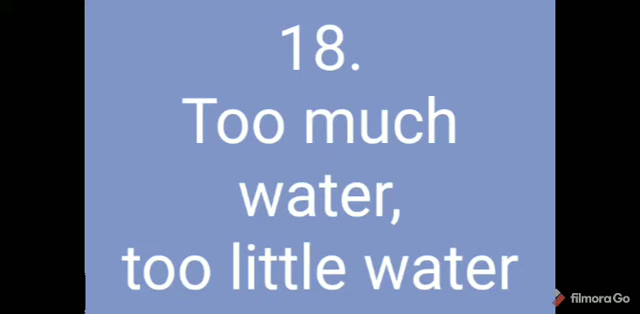 18.
Too much
water,
too little water
filmoraGo